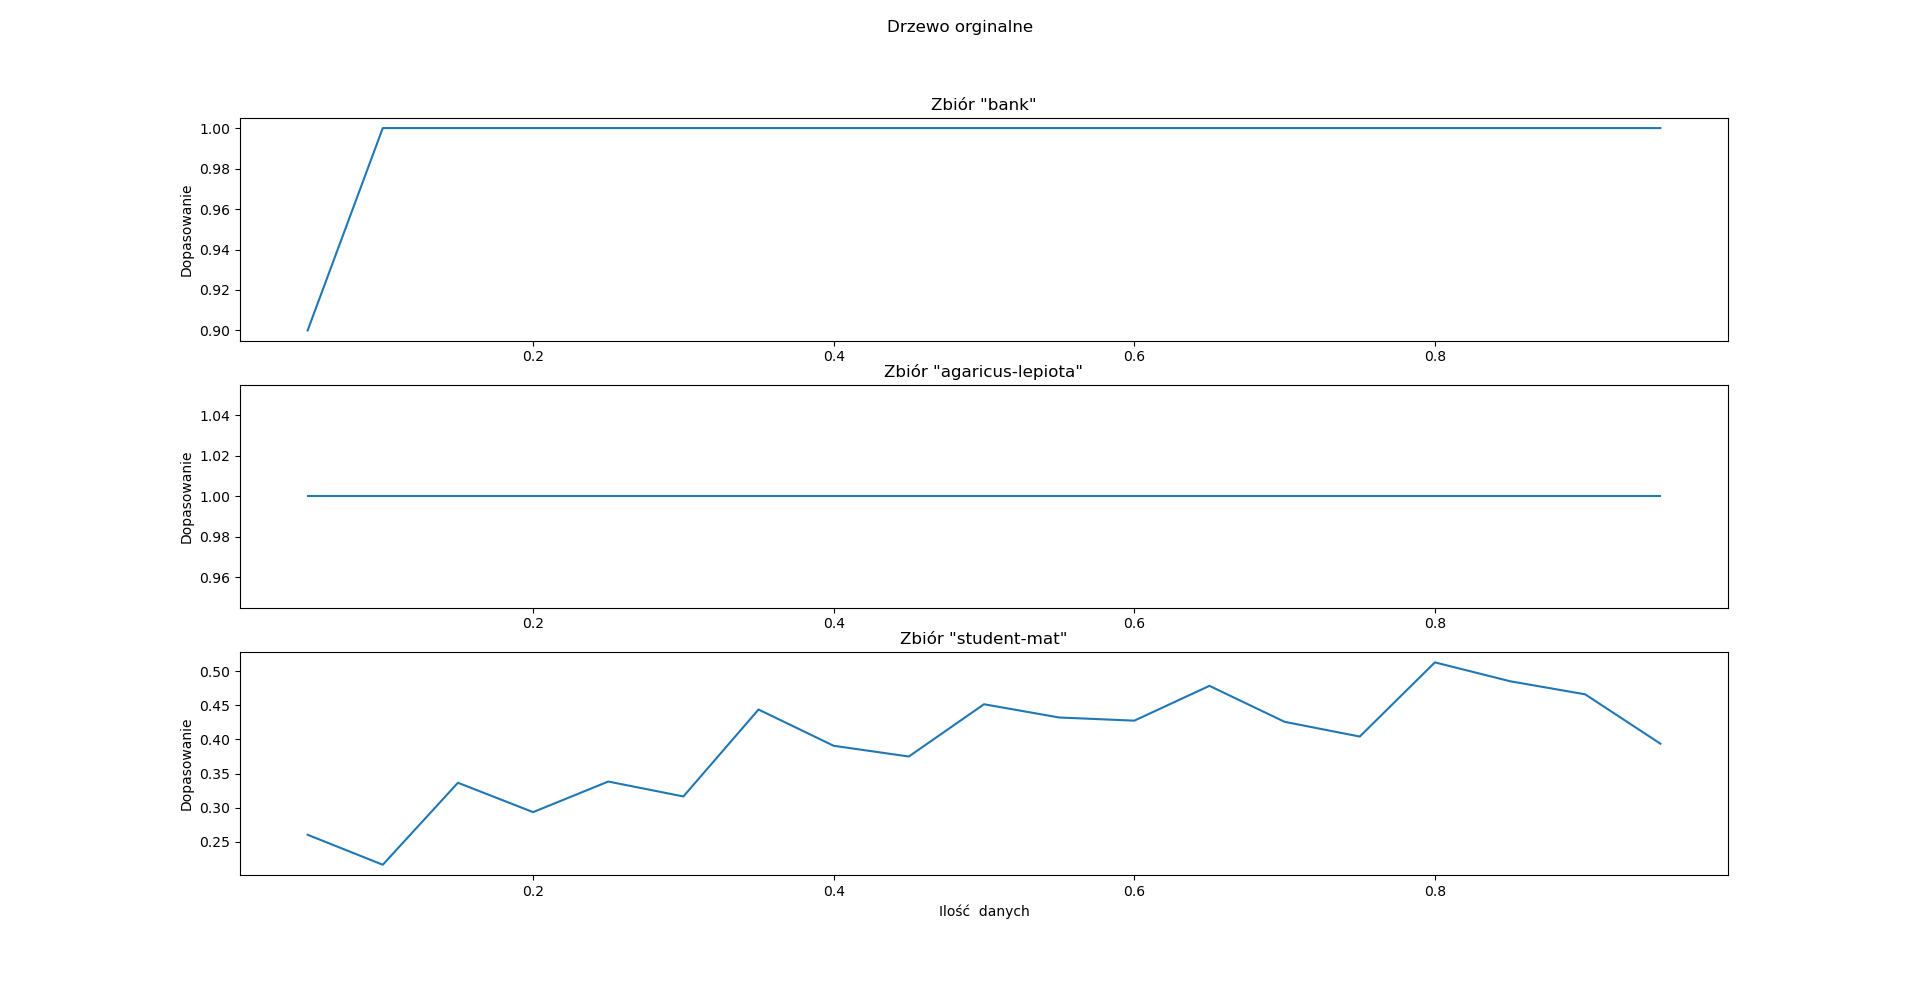 Drzewo orginalne
Zbiór "bank"
1.00
0.98
0.96
0.94
0.92
0.90
Dopasowanie
0.2 0.4 0.6 0.8
Zbiór "agaricus-lepiota"
1.04
1.02
1.00
0.98
0.96
Dopasowanie
0.2 0.4 0.6 0.8
Zbiór "student-mat"
0.50
0.45
0.40
0.35
0.30
0.25
Dopasowanie
0.2 0.4 0.6 0.8
Ilość  danych